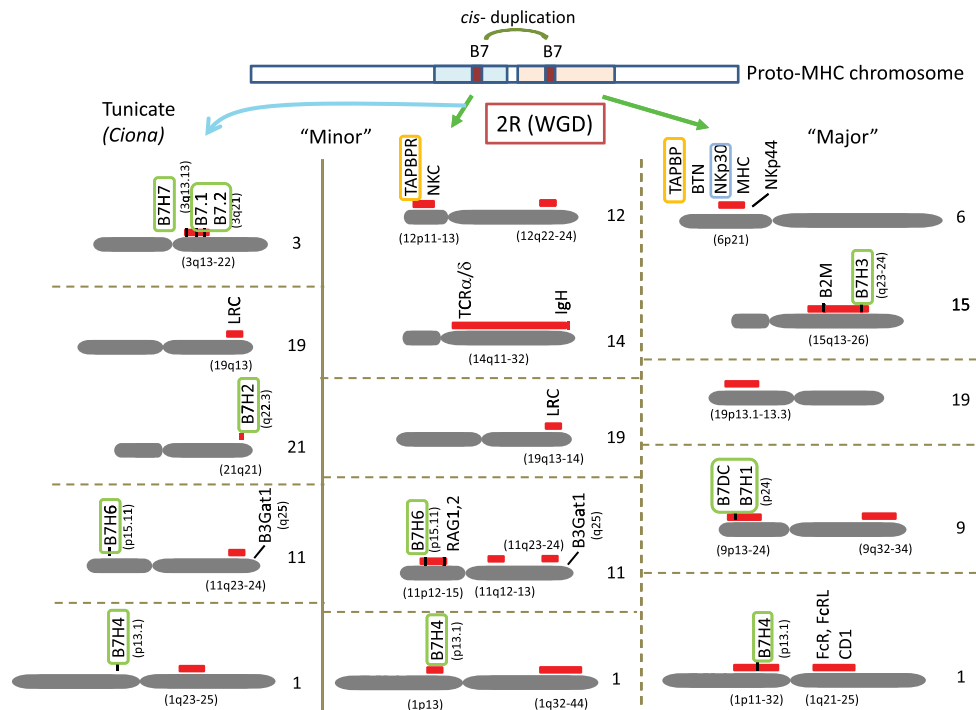 cis- duplication
B7 B7
Proto-MHC chromosome
Tunicate
(Ciona)
"Minor"
2R (WGD)
"Major"
B7H7
(3q13.13)
B7.1
B7.2
(3q21)
(3q13-22)
3
LRC
(19q13)
19
B7H2
(q22.3)
(21q21)
21
B7H6
(p15.11)
B3Gat1
(q25)
(11q23-24)
11
B7H4
(p13.1)
(1q23-25)
1
TAPBPR
NKC
(12p11-13)
(12q22-24)
12
TCRα/δ
IgH
(14q11-32)
14
LRC
(19q13-14)
19
B7H6
(p15.11)
RAG1,2
(11q23-24)
B3Gat1
(q25)
(11p12-15)
(11q12-13)
11
B7H4
(p13.1)
(1p13)
(1q32-44)
1
TAPBP
BTN
NKp30
MHC
NKp44
(6p21)
6
B2M
B7H3
(q23-24)
(15q13-26)
15
(19p13.1-13.3)
19
B7DC
B7H1
(p24)
(9p13-24)
(9q32-34)
9
B7H4
(p13.1)
FcR, FcRL
CD1
(1p11-32)
(1q21-25)
1